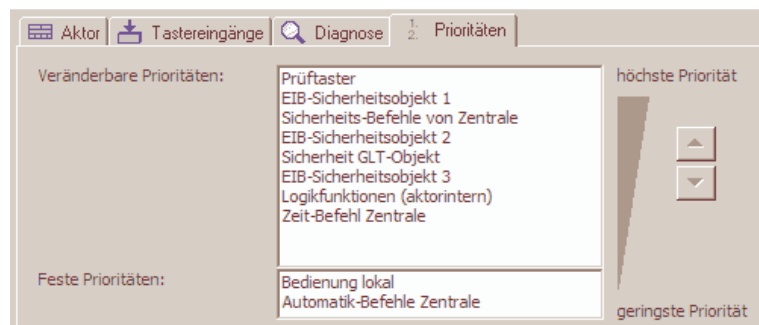 Aktor Tastereingänge Diagnose 1. 2. Prioritäten
Veränderbare Prioritäten:
Prüftaster
höchste Priorität
EIB-Sicherheitsobjekt 1
Sicherheits-Befehle von Zentrale
EIB-Sicherheitsobjekt 2
Sicherheit GLT-Objekt
EIB-Sicherheitsobjekt 3
Logikfunktionen (aktorintern)
Zeit-Befehl Zentrale
Feste Prioritäten:
Bedienung lokal
Automatik-Befehle Zentrale
geringste Priorität